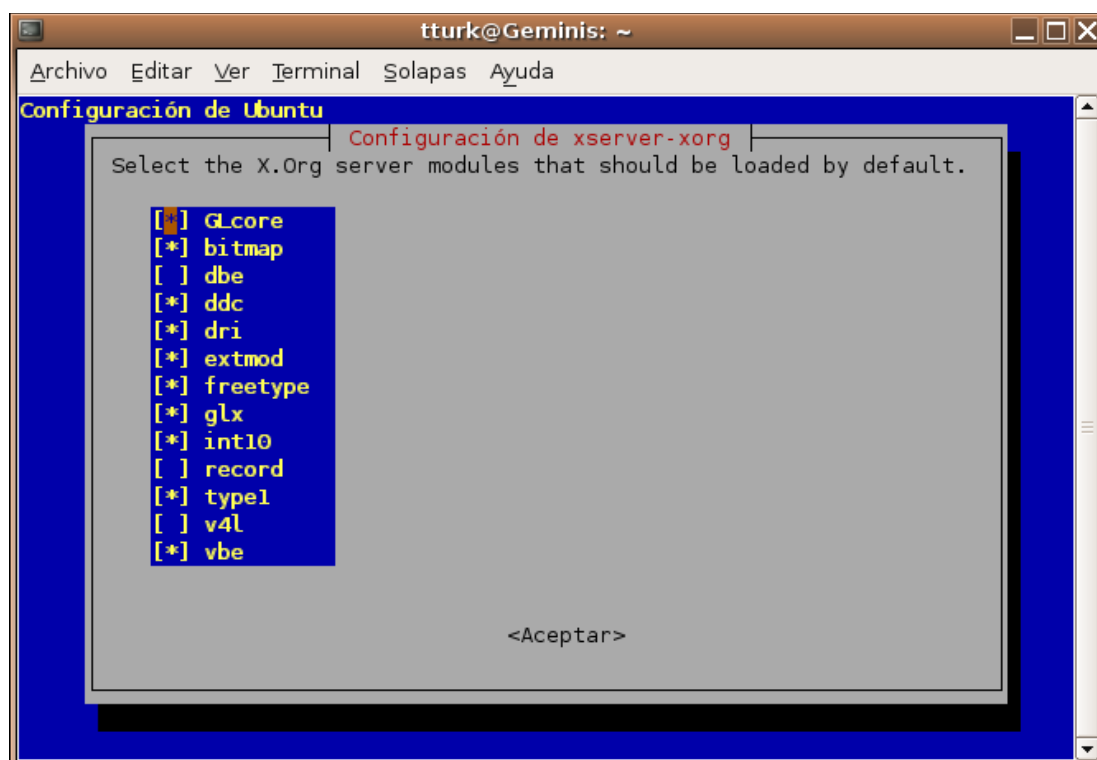 tturk@Geminis: ~
Archivo Editar Ver Terminal Solapas Ayuda
Configuración de Ubuntu
Configuración de xserver-xorg
Select the X.Org server modules that should be loaded by default.
[*] GLcore
[*] bitmap
[ ] dbe
[*] ddc
[*] dri
[*] extmod
[*] freetype
[*] glx
[*] int10
[ ] record
[*] type1
[ ] v4l
[*] vbe
<Aceptar>